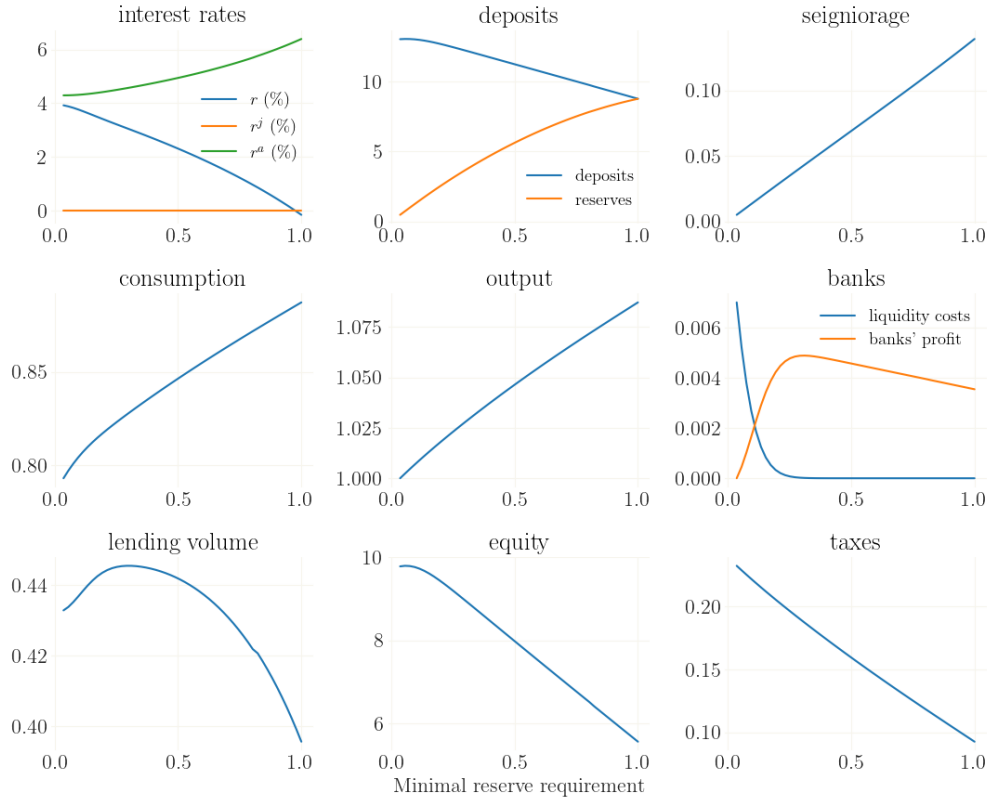 interest rates
6
4
2
0
r (%)
r^j (%)
r^a (%)
0.0 0.5 1.0
deposits
10
5
0
deposits
reserves
0.0 0.5 1.0
seigniorage
0.10
0.05
0.00
0.0 0.5 1.0
consumption
0.85
0.80
0.0 0.5 1.0
output
1.075
1.050
1.025
1.000
0.0 0.5 1.0
banks
0.006
0.004
0.002
0.000
liquidity costs
banks' profit
0.0 0.5 1.0
lending volume
0.44
0.42
0.40
0.0 0.5 1.0
equity
10
8
6
0.0 0.5 1.0
Minimal reserve requirement
taxes
0.20
0.15
0.10
0.0 0.5 1.0